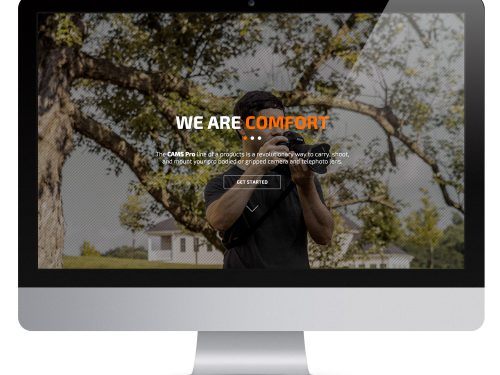 WE ARE COMFORT
The CAMS Pro line of a products is a revolutionary way to carry, shoot,
and mount your pro bodied or gripped camera and telephoto lens.
GET STARTED